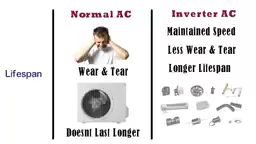 Normal AC
Inverter AC
Lifespan
Wear & Tear
Doesnt Last Longer
Maintained Speed
Less Wear & Tear
Longer Lifespan